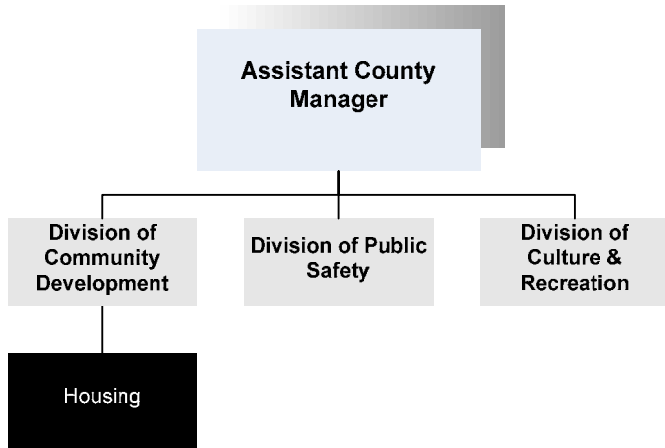 Assistant County
Manager
Division of
Community
Development
Division of Public
Safety
Division of
Culture &
Recreation
Housing